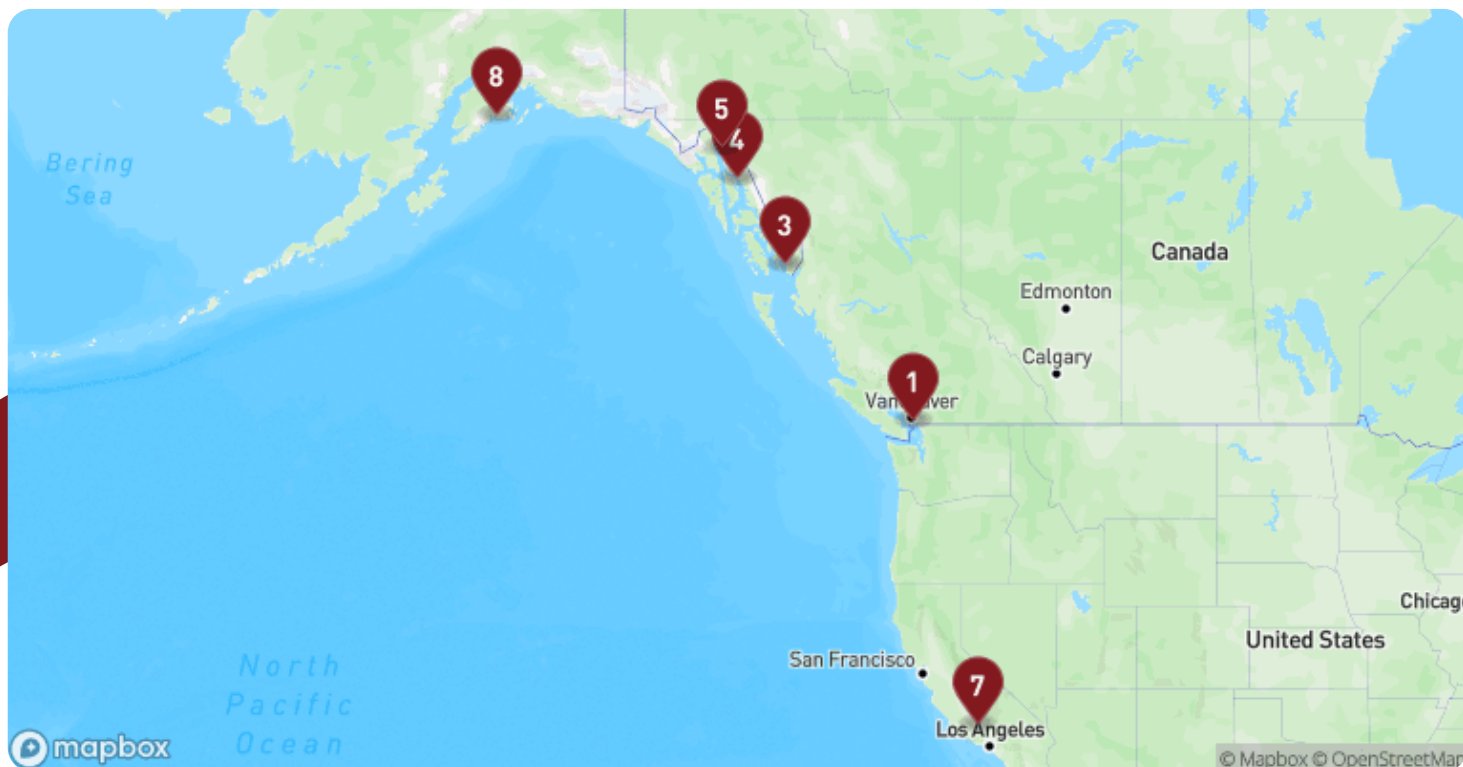 8
5
4
Bering
Sea
3
Canada
Edmonton
Calgary
1
Vancouver
Chicag
United States
San Francisco
North
Pacific
Ocean
7
Los Angeles
mapbox
© Mapbox © OpenStreetMap